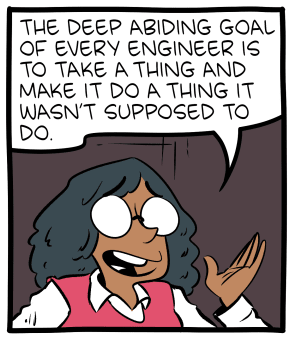 THE DEEP ABIDING GOAL
OF EVERY ENGINEER IS
TO TAKE A THING AND
MAKE IT DO A THING IT
WASN'T SUPPOSED TO
DO.